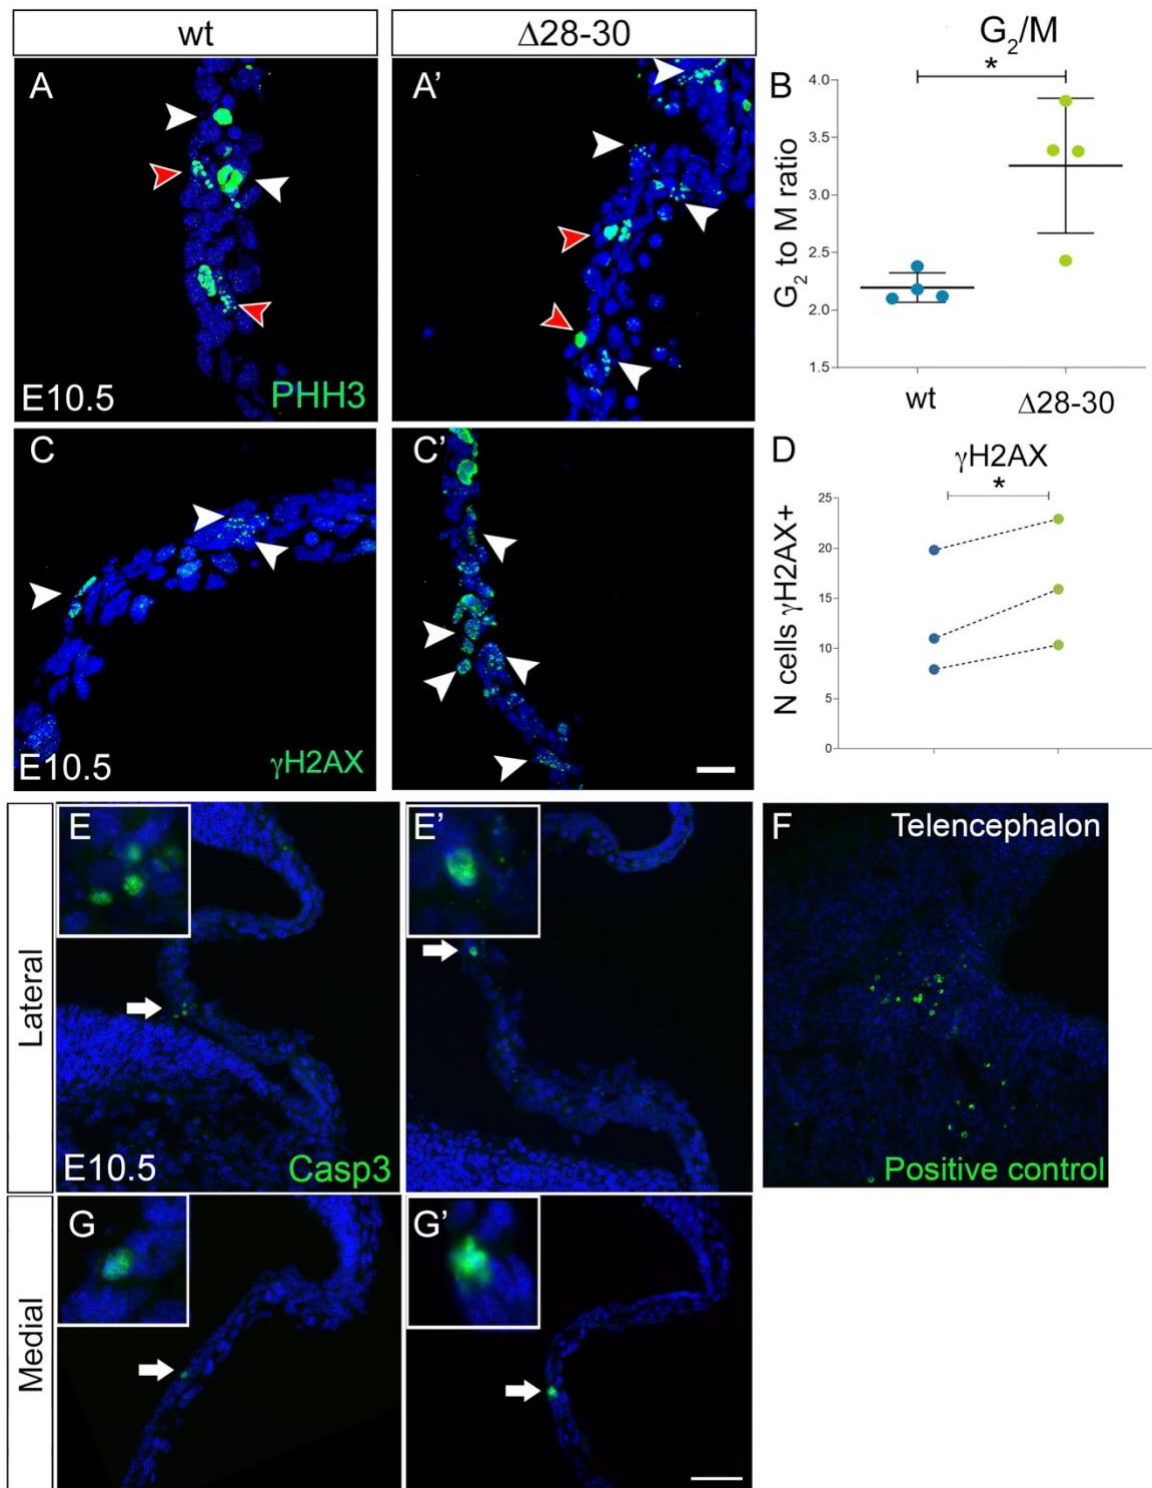 wt
Δ28-30
A
A'
E10.5
PHH3
B
G₂/M
*
G₂ to M ratio
4.0
3.5
3.0
2.5
2.0
1.5
wt
Δ28-30
C
C'
E10.5
γH2AX
D
γH2AX
*
N cells γH2AX+
25
20
15
10
5
0
Lateral
E
E'
E10.5
Casp3
F
Telencephalon
Positive control
Medial
G
G'